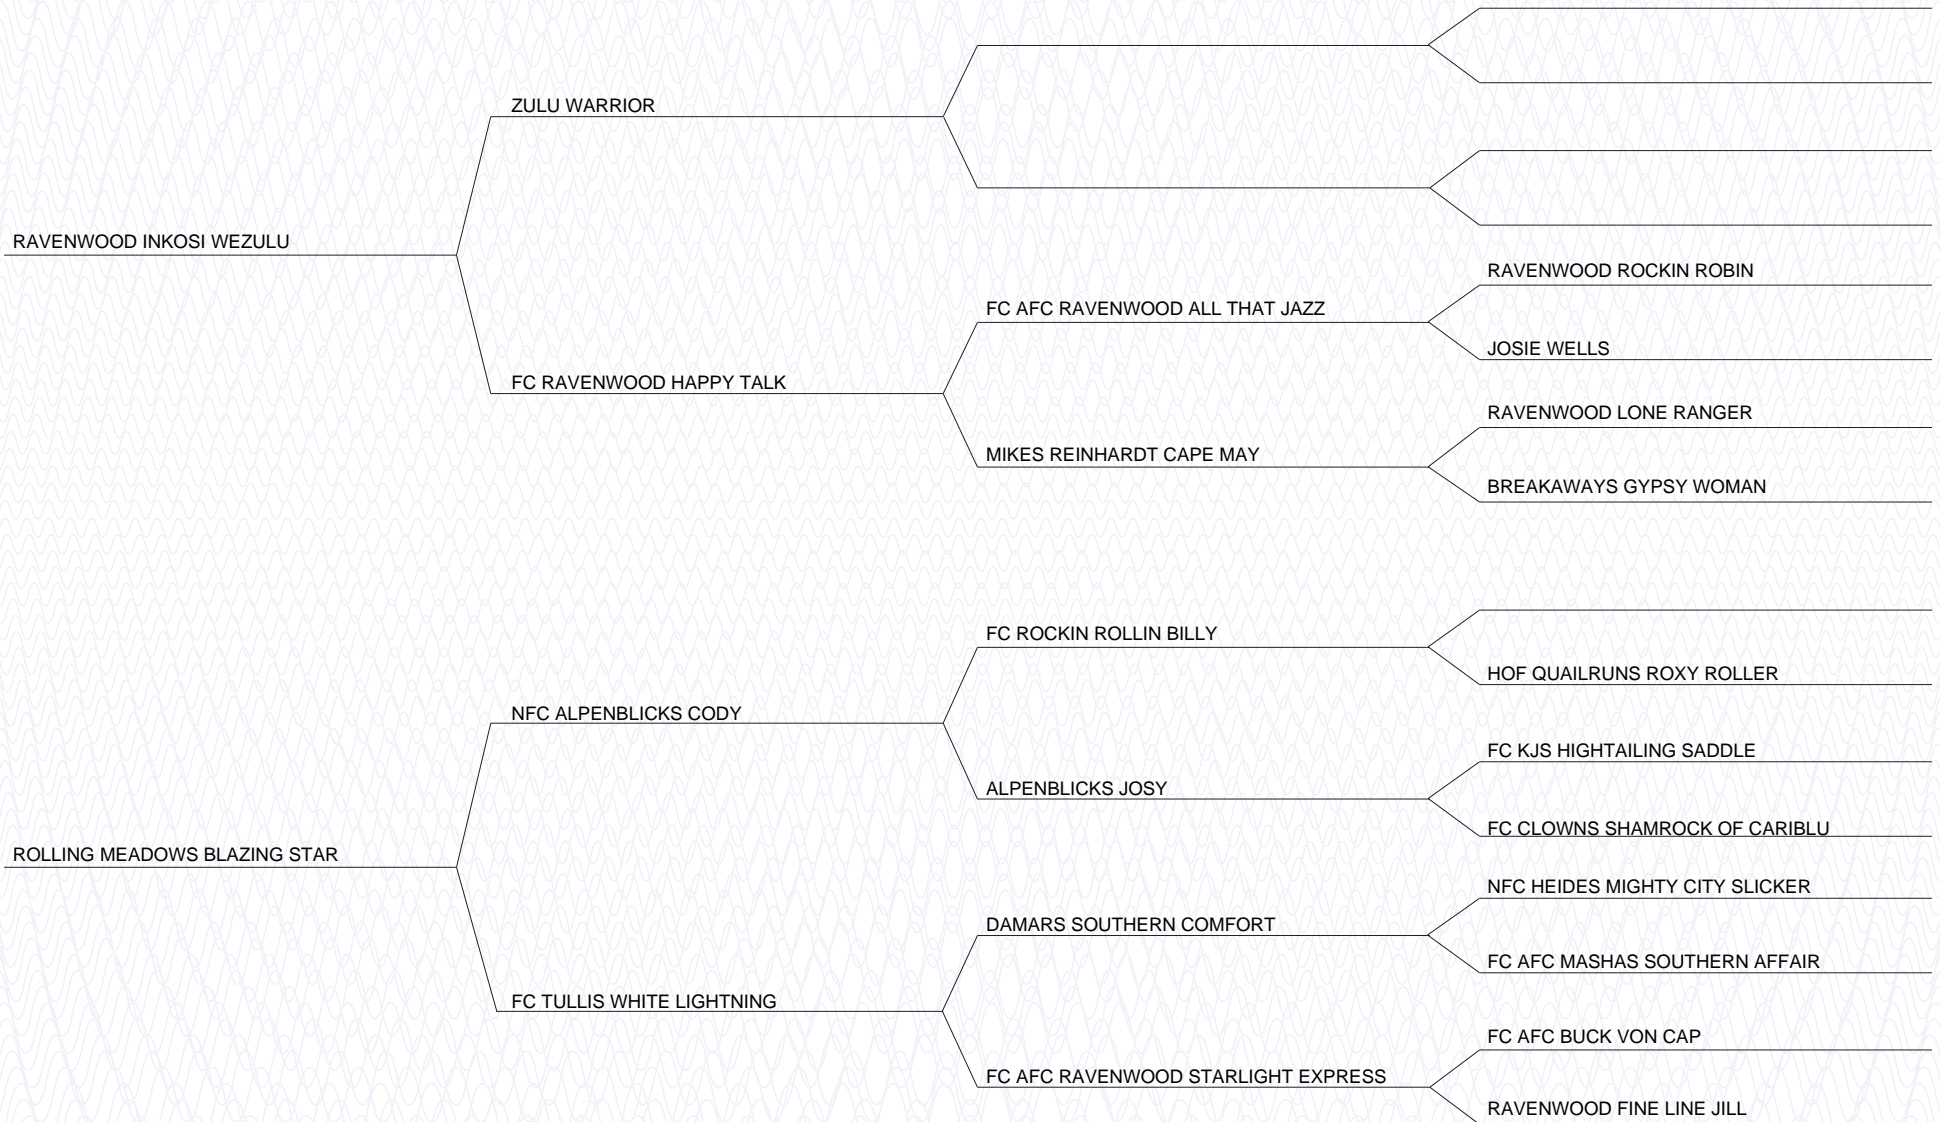 ZULU WARRIOR
RAVENWOOD INKOSI WEZULU
RAVENWOOD ROCKIN ROBIN
FC AFC RAVENWOOD ALL THAT JAZZ
JOSIE WELLS
FC RAVENWOOD HAPPY TALK
RAVENWOOD LONE RANGER
MIKES REINHARDT CAPE MAY
BREAKAWAYS GYPSY WOMAN
FC ROCKIN ROLLIN BILLY
HOF QUAILRUNS ROXY ROLLER
NFC ALPENBLICKS CODY
FC KJS HIGHTAILING SADDLE
ALPENBLICKS JOSY
FC CLOWNS SHAMROCK OF CARIBLU
ROLLING MEADOWS BLAZING STAR
NFC HEIDES MIGHTY CITY SLICKER
DAMARS SOUTHERN COMFORT
FC AFC MASHAS SOUTHERN AFFAIR
FC TULLIS WHITE LIGHTNING
FC AFC BUCK VON CAP
FC AFC RAVENWOOD STARLIGHT EXPRESS
RAVENWOOD FINE LINE JILL